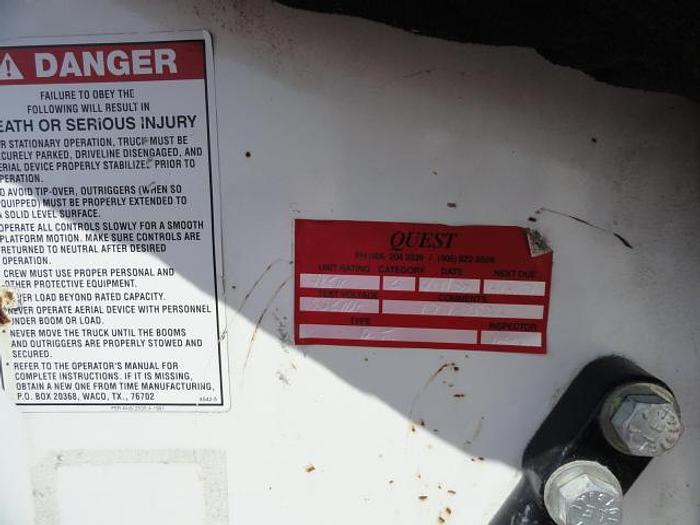 DANGER
FAILURE TO OBEY THE
FOLLOWING WILL RESULT IN
EATH OR SERIOUS INJURY
STATIONARY OPERATION, TRUCK MUST BE
CURELY PARKED, DRIVELINE DISENGAGED, AND
ERIAL DEVICE PROPERLY STABILIZED PRIOR TO
PERATION.
O AVOID TIP-OVER, OUTRIGGERS (WHEN SO
QUIPPED) MUST BE PROPERLY EXTENDED TO
A SOLID LEVEL SURFACE.
OPERATE ALL CONTROLS SLOWLY FOR A SMOOTH
PLATFORM MOTION. MAKE SURE CONTROLS ARE
RETURNED TO NEUTRAL AFTER DESIRED
OPERATION.
CREW MUST USE PROPER PERSONAL AND
OTHER PROTECTIVE EQUIPMENT.
VER LOAD BEYOND RATED CAPACITY.
NEVER OPERATE AERIAL DEVICE WITH PERSONNEL
UNDER BOOM OR LOAD.
* NEVER MOVE THE TRUCK UNTIL THE BOOMS
AND OUTRIGGERS ARE PROPERLY STOWED AND
SECURED.
* REFER TO THE OPERATOR'S MANUAL FOR
COMPLETE INSTRUCTIONS. IF IT IS MISSING,
OBTAIN A NEW ONE FROM TIME MANUFACTURING,
P.O. BOX 20368, WACO, TX., 76702
QUEST
UNIT RATING CATEGORY DATE NEXT DUE
TEST VOLTAGE COMMENTS
TYPE INSPECTOR